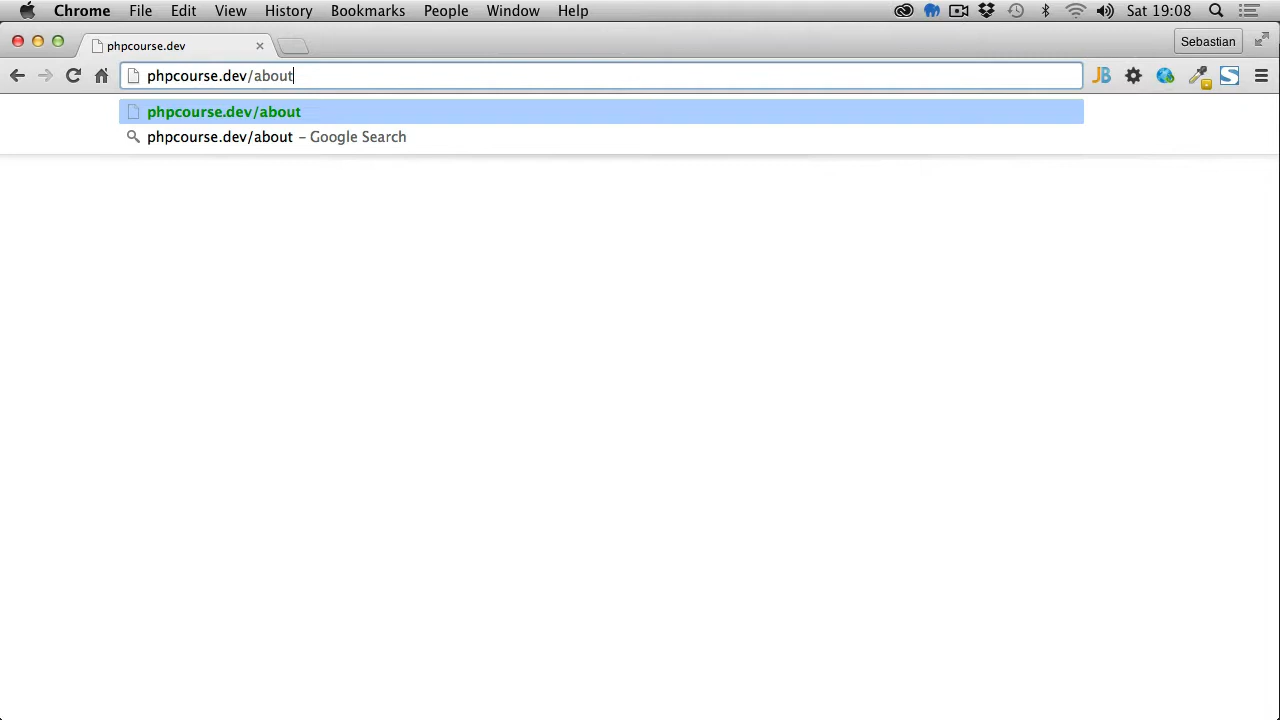 Chrome File Edit View History Bookmarks People Window Help Sat 19:08
phpcourse.dev Sebastian
phpcourse.dev/about JB S
phpcourse.dev/about
phpcourse.dev/about – Google Search